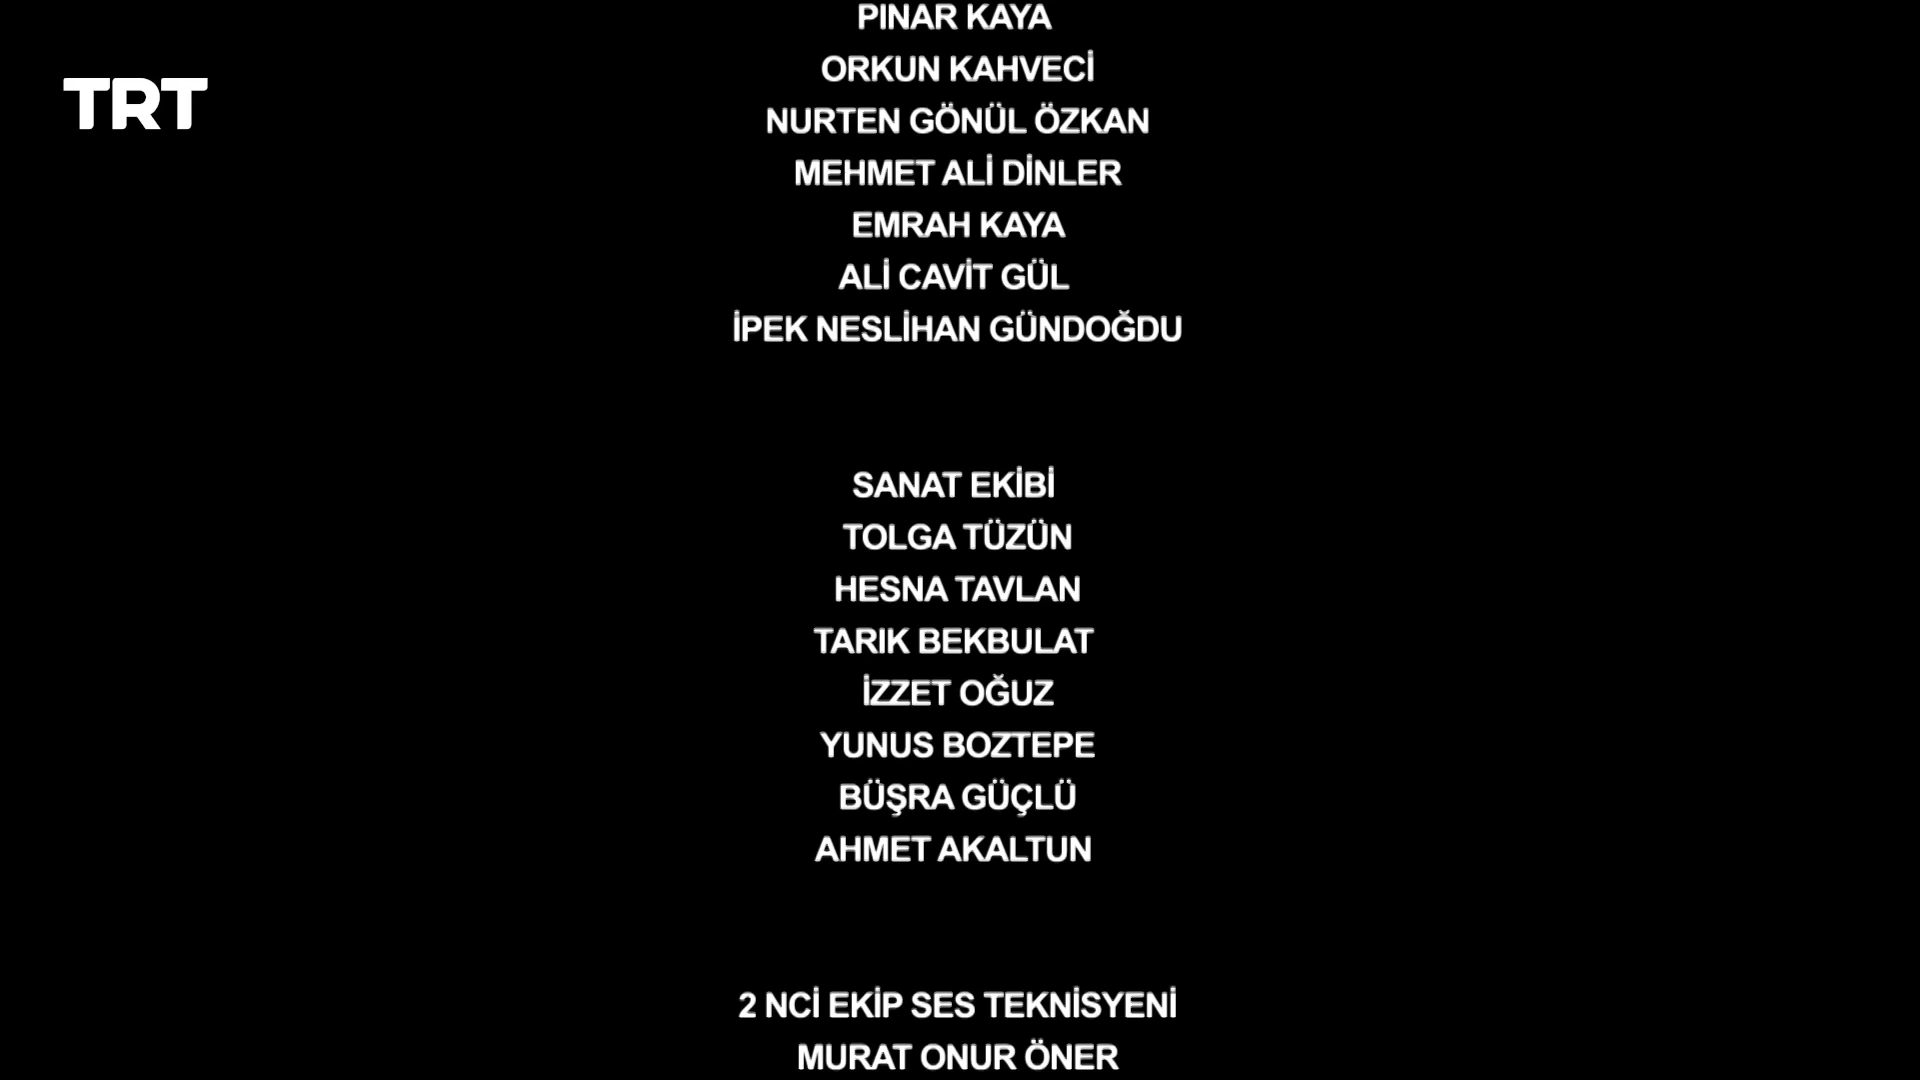 PINAR KAYA
TRT
ORKUN KAHVECİ
NURTEN GÖNÜL ÖZKAN
MEHMET ALİ DİNLER
EMRAH KAYA
ALİ CAVİT GÜL
İPEK NESLİHAN GÜNDOĞDU
SANAT EKİBİ
TOLGA TÜZÜN
HESNA TAVLAN
TARIK BEKBULAT
İZZET OĞUZ
YUNUS BOZTEPE
BÜŞRA GÜÇLÜ
AHMET AKALTUN
2 NCİ EKİP SES TEKNİSYENİ
MURAT ONUR ÖNER